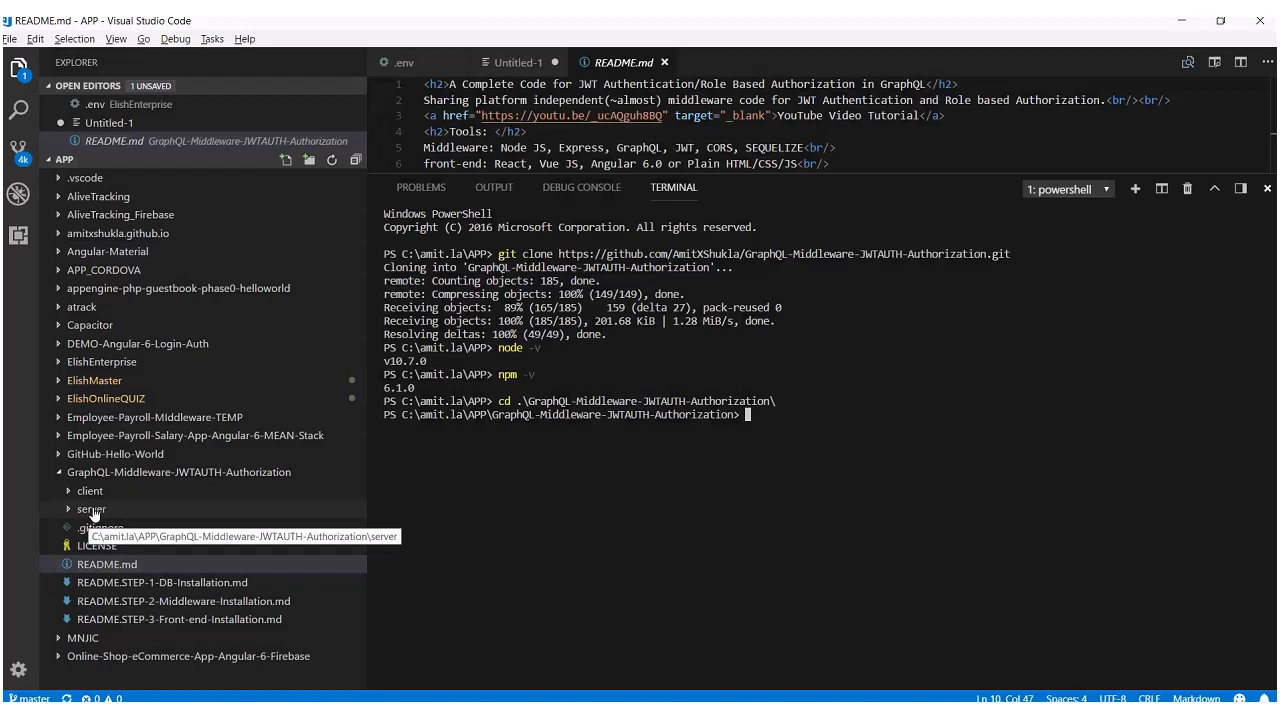 README.md - APP - Visual Studio Code
File Edit Selection View Go Debug Tasks Help
EXPLORER
OPEN EDITORS 1 UNSAVED
.env ElishEnterprise
Untitled-1
README.md GraphQL-Middleware-JWTAUTH-Authorization
APP
.vscode
AliveTracking
AliveTracking_Firebase
amitxshukla.github.io
Angular-Material
APP_CORDOVA
appengine-php-guestbook-phase0-helloworld
atrack
Capacitor
DEMO-Angular-6-Login-Auth
ElishEnterprise
ElishMaster
ElishOnlineQUIZ
Employee-Payroll-MIddleware-TEMP
Employee-Payroll-Salary-App-Angular-6-MEAN-Stack
GitHub-Hello-World
GraphQL-Middleware-JWTAUTH-Authorization
client
server
.gitignore
C:\amit.la\APP\GraphQL-Middleware-JWTAUTH-Authorization\server
LICENSE
README.md
README.STEP-1-DB-Installation.md
README.STEP-2-Middleware-Installation.md
README.STEP-3-Front-end-Installation.md
MNJIC
Online-Shop-eCommerce-App-Angular-6-Firebase
1
4k
.env Untitled-1 README.md
1 <h2>A Complete Code for JWT Authentication/Role Based Authorization in GraphQL</h2>
2 Sharing platform independent(~almost) middleware code for JWT Authentication and Role based Authorization.<br/><br/>
3 <a href="https://youtu.be/_ucAQguh8BQ" target="_blank">YouTube Video Tutorial</a>
4 <h2>Tools: </h2>
5 Middleware: Node JS, Express, GraphQL, JWT, CORS, SEQUELIZE<br/>
6 front-end: React, Vue JS, Angular 6.0 or Plain HTML/CSS/JS<br/>
PROBLEMS OUTPUT DEBUG CONSOLE TERMINAL 1: powershell
Windows PowerShell
Copyright (C) 2016 Microsoft Corporation. All rights reserved.
PS C:\amit.la\APP> git clone https://github.com/AmitXShukla/GraphQL-Middleware-JWTAUTH-Authorization.git
Cloning into 'GraphQL-Middleware-JWTAUTH-Authorization'...
remote: Counting objects: 185, done.
remote: Compressing objects: 100% (149/149), done.
Receiving objects: 89% (165/185) 159 (delta 27), pack-reused 0
Receiving objects: 100% (185/185), 201.68 KiB | 1.28 MiB/s, done.
Resolving deltas: 100% (49/49), done.
PS C:\amit.la\APP> node -v
v10.7.0
PS C:\amit.la\APP> npm -v
6.1.0
PS C:\amit.la\APP> cd .\GraphQL-Middleware-JWTAUTH-Authorization\
PS C:\amit.la\APP\GraphQL-Middleware-JWTAUTH-Authorization>
master 0 0 Ln 10, Col 47 Spaces: 4 UTF-8 CRLF Markdown